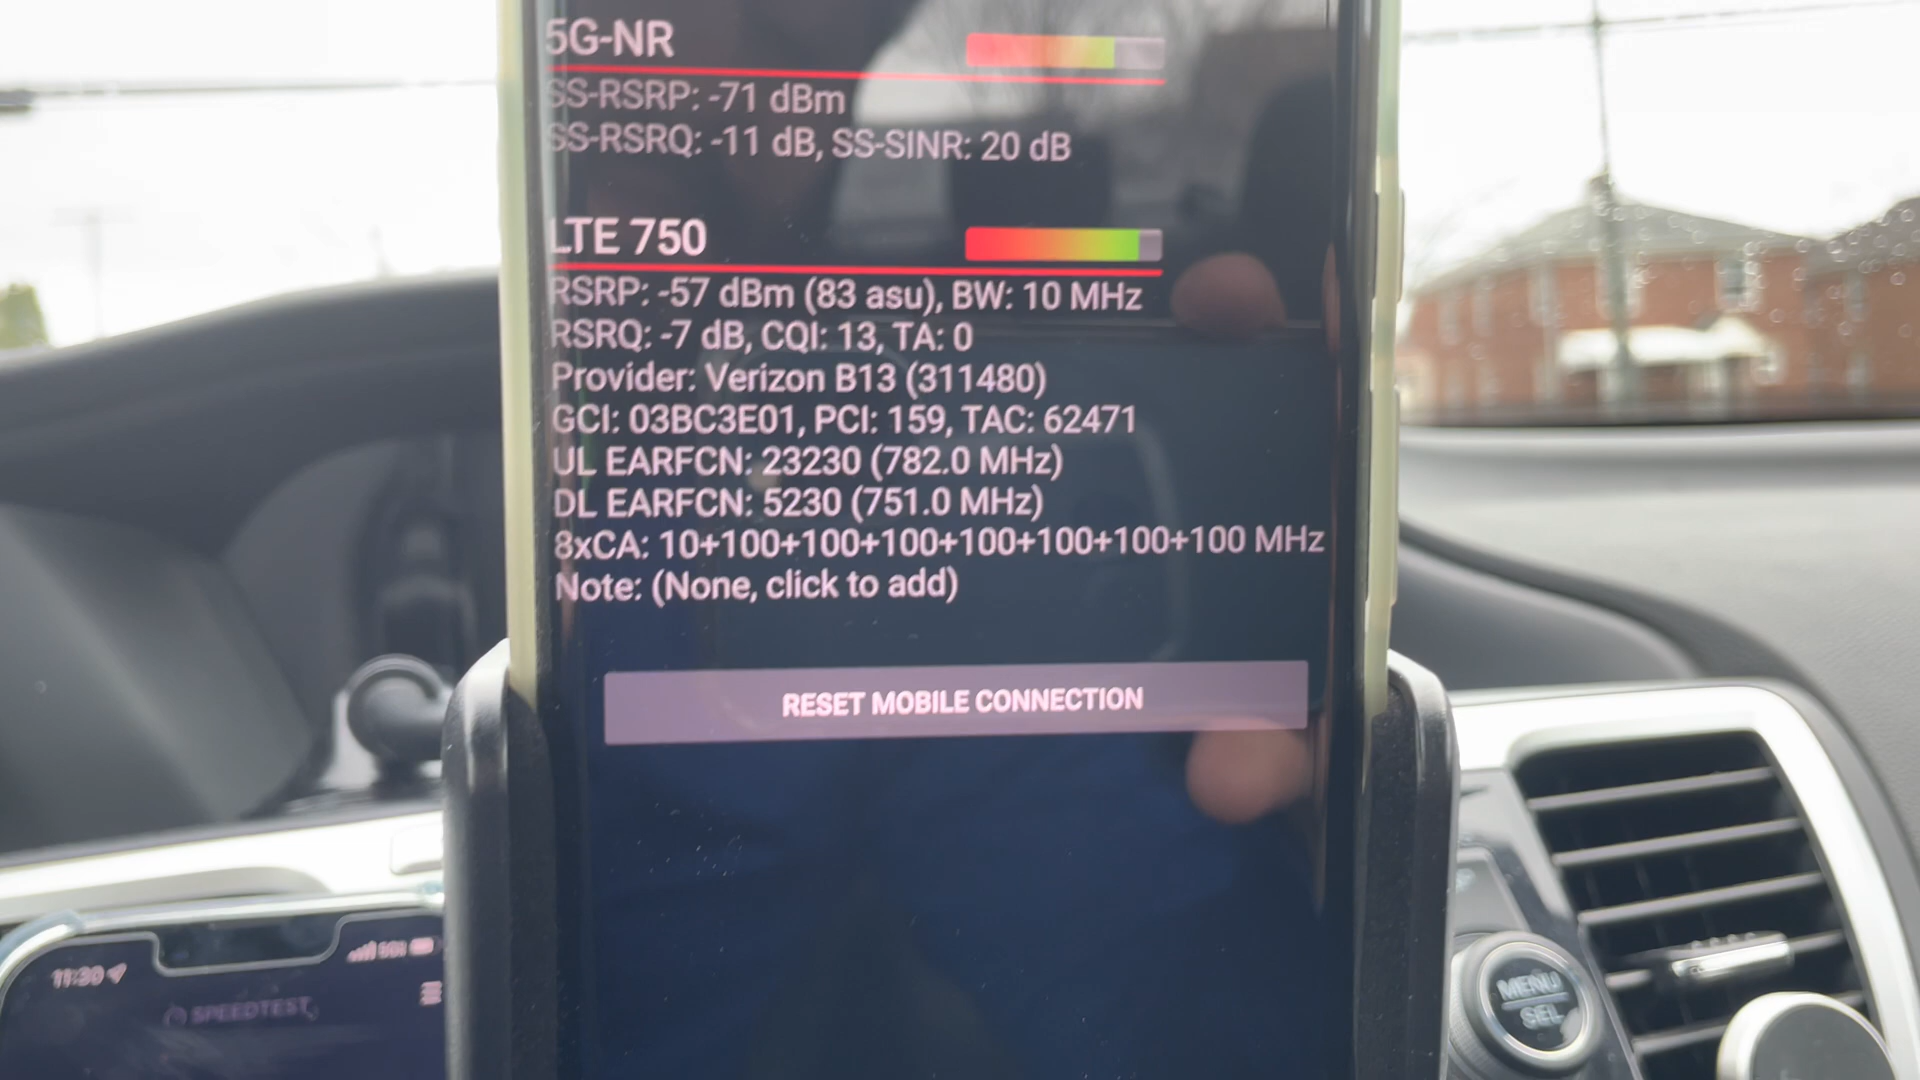 5G-NR
SS-RSRP: -71 dBm
SS-RSRQ: -11 dB, SS-SINR: 20 dB
LTE 750
RSRP: -57 dBm (83 asu), BW: 10 MHz
RSRQ: -7 dB, CQI: 13, TA: 0
Provider: Verizon B13 (311480)
GCI: 03BC3E01, PCI: 159, TAC: 62471
UL EARFCN: 23230 (782.0 MHz)
DL EARFCN: 5230 (751.0 MHz)
8xCA: 10+100+100+100+100+100+100+100 MHz
Note: (None, click to add)
RESET MOBILE CONNECTION
11:30
SPEEDTEST
MENU
SEL